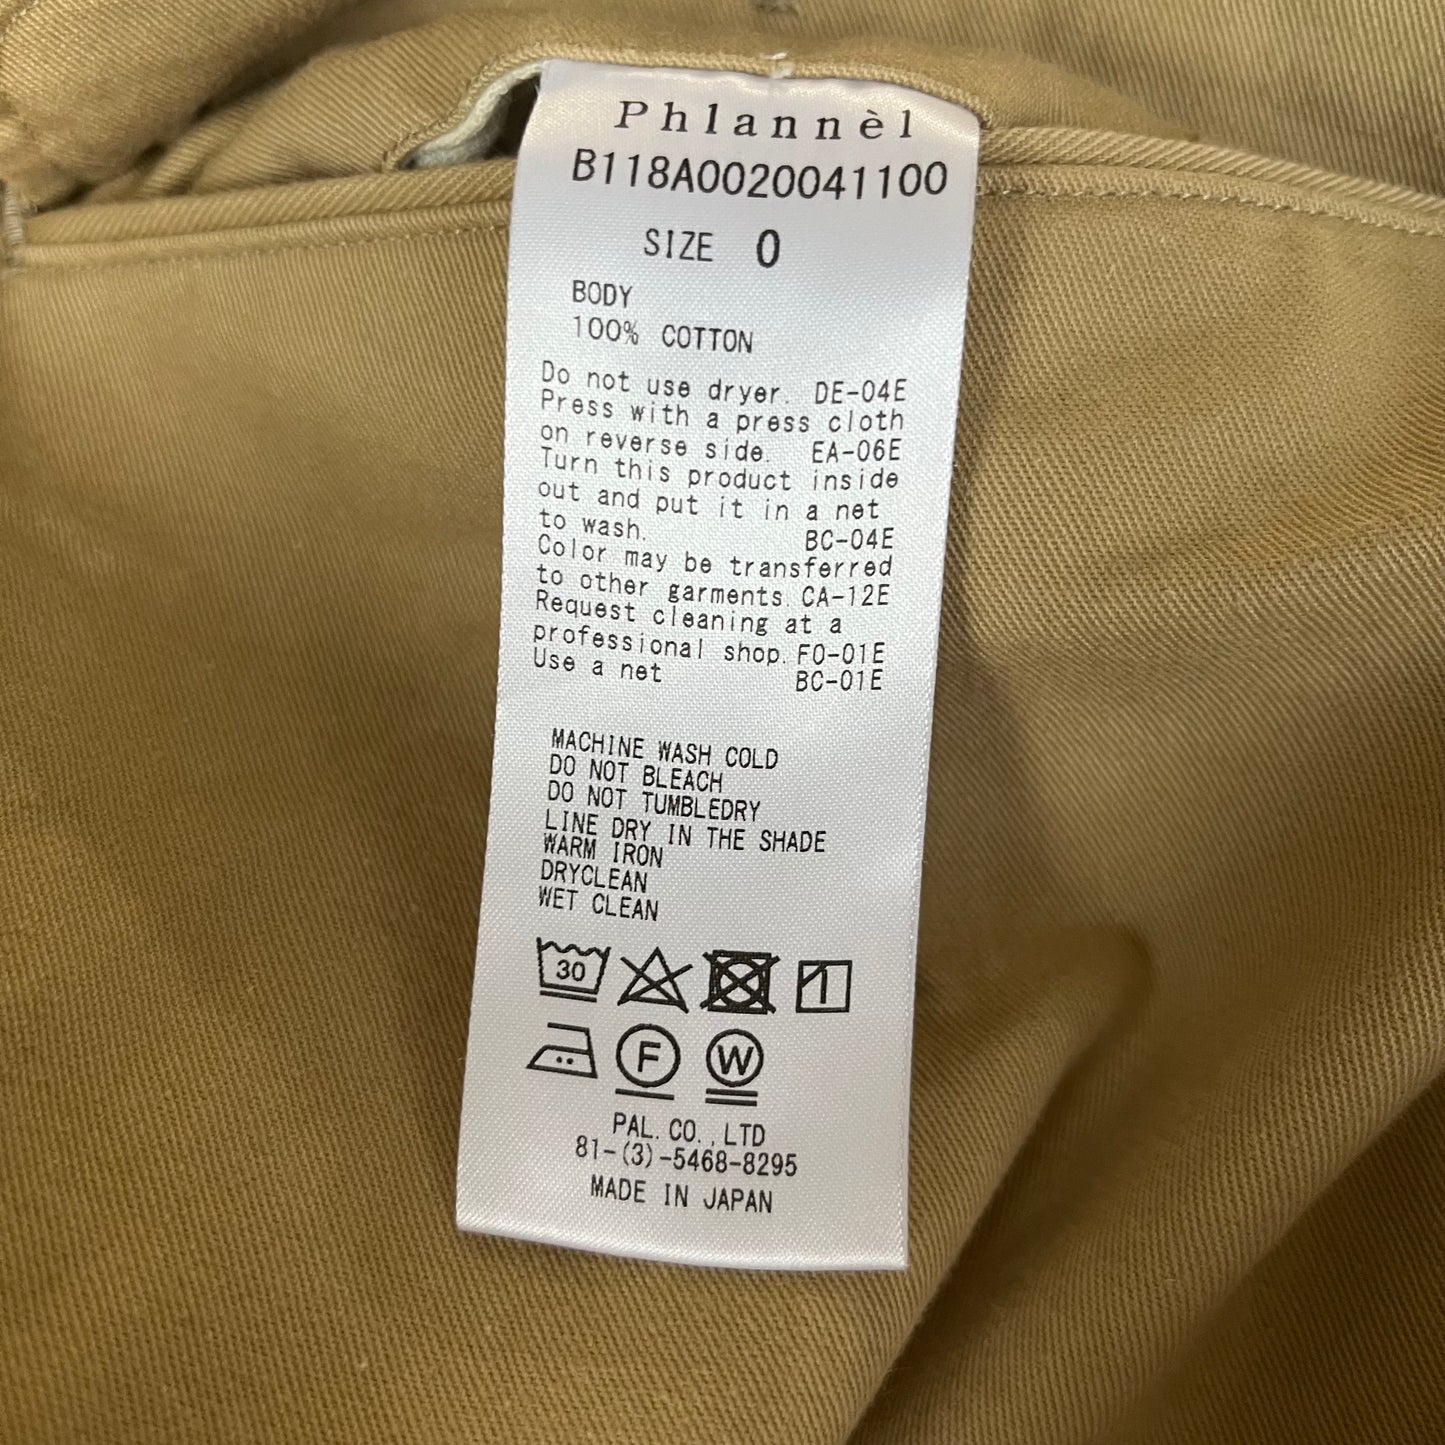 Phlannèl
B118A0020041100
SIZE 0
BODY
100% COTTON
Do not use dryer. DE-04E
Press with a press cloth
on reverse side. EA-06E
Turn this product inside
out and put it in a net
to wash. BC-04E
Color may be transferred
to other garments. CA-12E
Request cleaning at a
professional shop. FO-01E
Use a net BC-01E
MACHINE WASH COLD
DO NOT BLEACH
DO NOT TUMBLEDRY
LINE DRY IN THE SHADE
WARM IRON
DRYCLEAN
WET CLEAN
30
F W
PAL. CO., LTD
81-(3)-5468-8295
MADE IN JAPAN